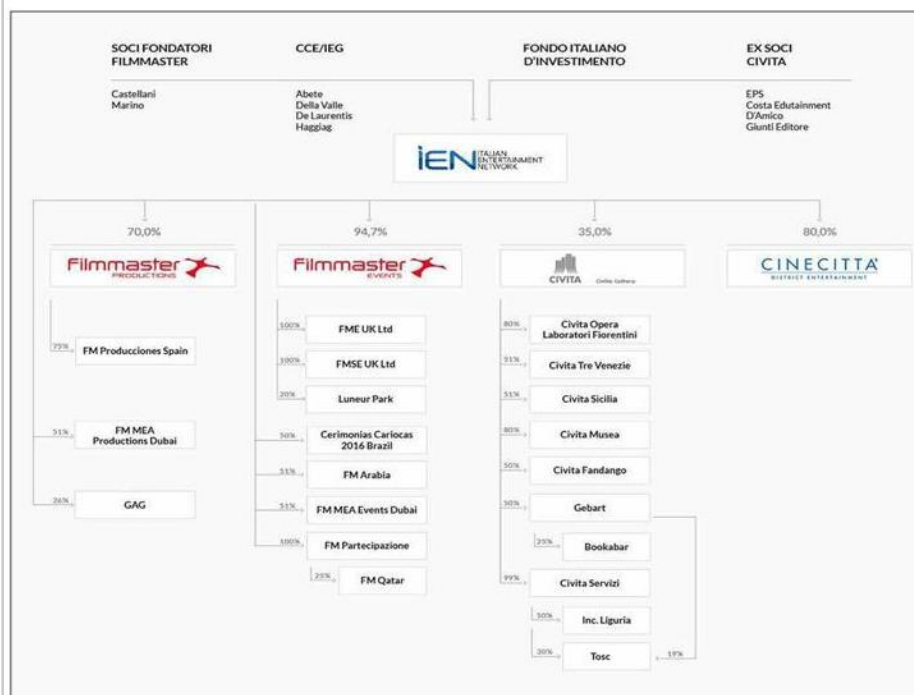 SOCI FONDATORI
FILMMASTER
Castellani
Marino
CCE/IEG
Abete
Della Valle
De Laurentis
Haggiag
FONDO ITALIANO
D'INVESTIMENTO
EX SOCI
CIVITA
EPS
Costa Edutainment
D'Amico
Giunti Editore
iEN ITALIAN
ENTERTAINMENT
NETWORK
70,0%
94,7%
35,0%
80,0%
Filmmaster
PRODUCTIONS
Filmmaster
EVENTS
CIVITA
CINECITTA'
DISTRICT ENTERTAINMENT
75%
FM Producciones Spain
51%
FM MEA
Productions Dubai
26%
GAG
100%
FME UK Ltd
100%
FMSE UK Ltd
20%
Luneur Park
50%
Cerimonias Cariocas
2016 Brazil
51%
FM Arabia
51%
FM MEA Events Dubai
100%
FM Partecipazione
25%
FM Qatar
80%
Civita Opera
Laboratori Fiorentini
51%
Civita Tre Venezie
51%
Civita Sicilia
80%
Civita Musea
50%
Civita Fandango
50%
Gebart
25%
Bookabar
99%
Civita Servizi
50%
Inc. Liguria
30%
Tosc
19%